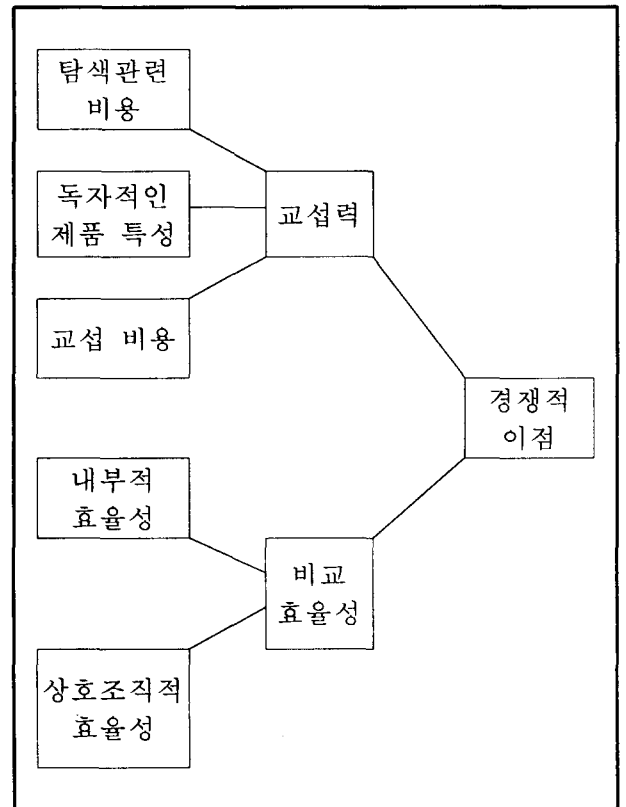 탐색관련
비용
독자적인
제품 특성
교섭력
교섭 비용
경쟁적
이점
내부적
효율성
비교
효율성
상호조직적
효율성